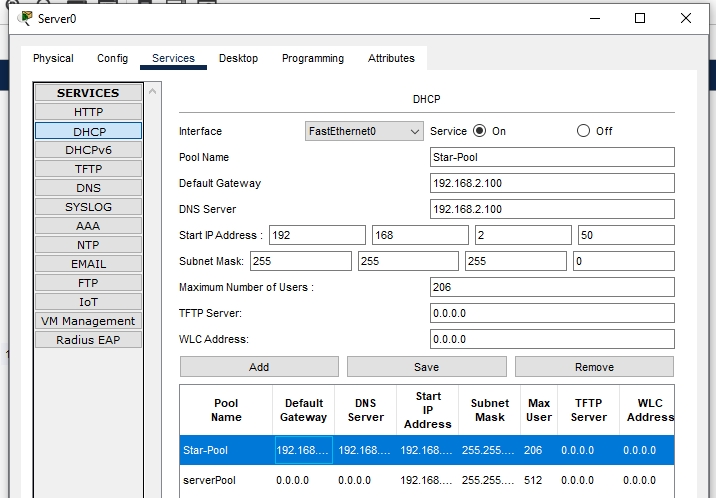 Server0
Physical Config Services Desktop Programming Attributes
SERVICES
HTTP
DHCP
DHCPv6
TFTP
DNS
SYSLOG
AAA
NTP
EMAIL
FTP
IoT
VM Management
Radius EAP
DHCP
Interface FastEthernet0 Service On Off
Pool Name Star-Pool
Default Gateway 192.168.2.100
DNS Server 192.168.2.100
Start IP Address : 192 168 2 50
Subnet Mask: 255 255 255 0
Maximum Number of Users : 206
TFTP Server: 0.0.0.0
WLC Address: 0.0.0.0
Add Save Remove
Pool Name Default Gateway DNS Server Start IP Address Subnet Mask Max User TFTP Server WLC Address
Star-Pool 192.168.... 192.168.... 192.168.... 255.255.... 206 0.0.0.0 0.0.0.0
serverPool 0.0.0.0 0.0.0.0 192.168.... 255.255.... 512 0.0.0.0 0.0.0.0